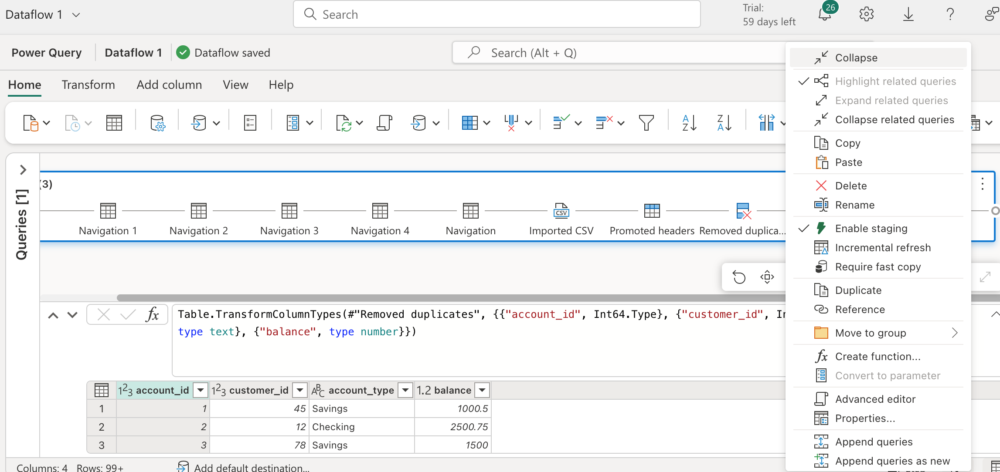 Dataflow 1
Search
Trial:
59 days left
26
Power Query
Dataflow 1
Dataflow saved
Search (Alt + Q)
Home
Transform
Add column
View
Help
Queries [1]
(3)
Navigation 1
Navigation 2
Navigation 3
Navigation 4
Navigation
CSV
Imported CSV
Promoted headers
Removed duplica...
fx
Table.TransformColumnTypes(#"Removed duplicates", {{"account_id", Int64.Type}, {"customer_id", In
type text}, {"balance", type number}})
123 account_id
123 customer_id
ABC account_type
1.2 balance
1 1 45 Savings 1000.5
2 2 12 Checking 2500.75
3 3 78 Savings 1500
Columns: 4 Rows: 99+
Add default destination...
Collapse
Highlight related queries
Expand related queries
Collapse related queries
Copy
Paste
Delete
Rename
Enable staging
Incremental refresh
Require fast copy
Duplicate
Reference
Move to group
fx Create function...
Convert to parameter
Advanced editor
Properties...
Append queries
Append queries as new